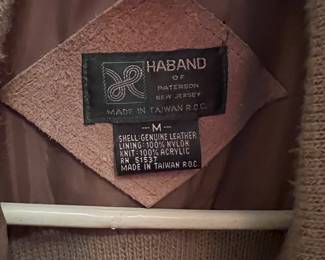 HABAND
OF
PATERSON
NEW JERSEY
MADE IN TAIWAN R.O.C.
-- M --
SHELL: GENUINE LEATHER
LINING: 100% NYLON
KNIT: 100% ACRYLIC
RN 51537
MADE IN TAIWAN R.O.C.